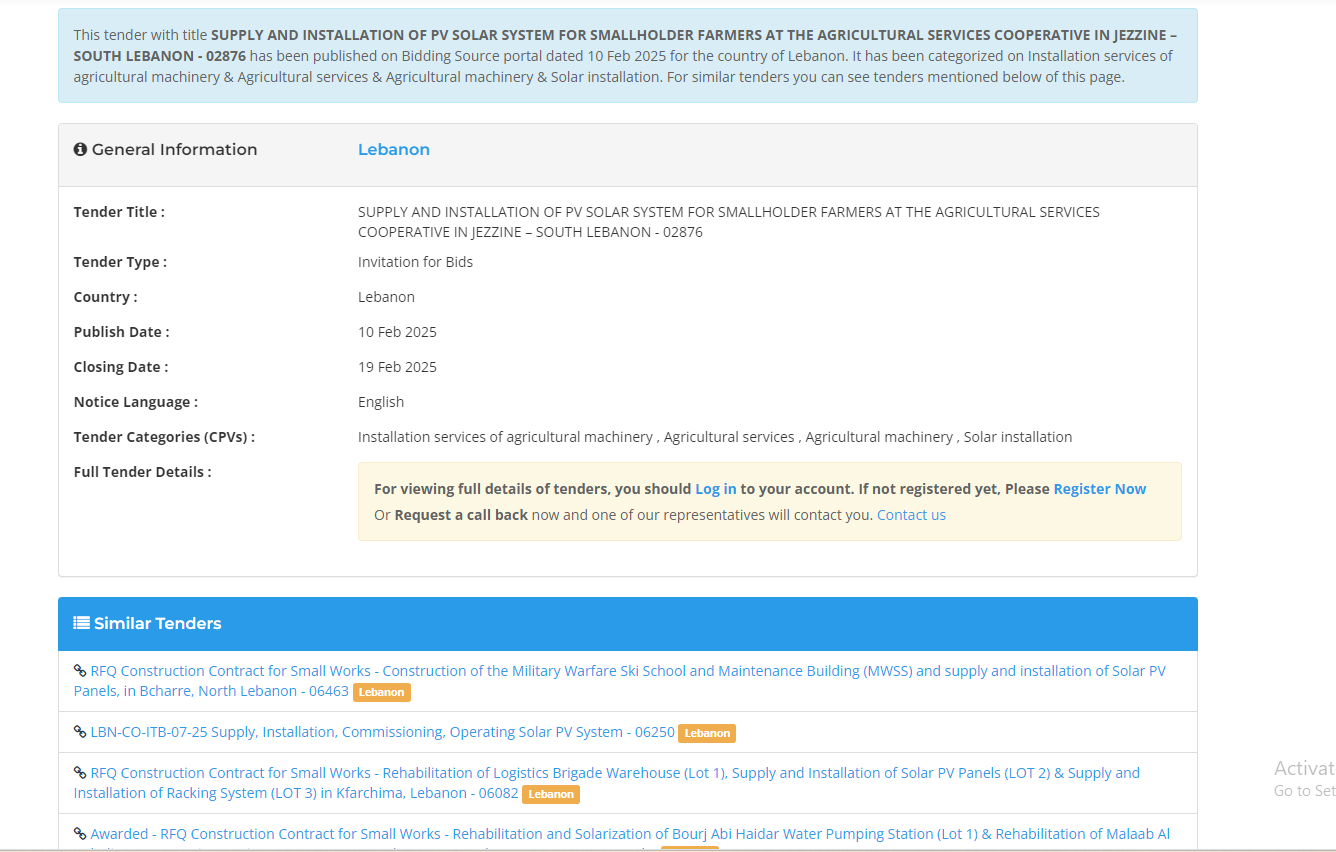 This tender with title SUPPLY AND INSTALLATION OF PV SOLAR SYSTEM FOR SMALLHOLDER FARMERS AT THE AGRICULTURAL SERVICES COOPERATIVE IN JEZZINE –
SOUTH LEBANON - 02876 has been published on Bidding Source portal dated 10 Feb 2025 for the country of Lebanon. It has been categorized on Installation services of
agricultural machinery & Agricultural services & Agricultural machinery & Solar installation. For similar tenders you can see tenders mentioned below of this page.
General Information Lebanon
Tender Title : SUPPLY AND INSTALLATION OF PV SOLAR SYSTEM FOR SMALLHOLDER FARMERS AT THE AGRICULTURAL SERVICES
COOPERATIVE IN JEZZINE – SOUTH LEBANON - 02876
Tender Type : Invitation for Bids
Country : Lebanon
Publish Date : 10 Feb 2025
Closing Date : 19 Feb 2025
Notice Language : English
Tender Categories (CPVs) : Installation services of agricultural machinery , Agricultural services , Agricultural machinery , Solar installation
Full Tender Details : For viewing full details of tenders, you should Log in to your account. If not registered yet, Please Register Now
Or Request a call back now and one of our representatives will contact you. Contact us
Similar Tenders
RFQ Construction Contract for Small Works - Construction of the Military Warfare Ski School and Maintenance Building (MWSS) and supply and installation of Solar PV
Panels, in Bcharre, North Lebanon - 06463 Lebanon
LBN-CO-ITB-07-25 Supply, Installation, Commissioning, Operating Solar PV System - 06250 Lebanon
RFQ Construction Contract for Small Works - Rehabilitation of Logistics Brigade Warehouse (Lot 1), Supply and Installation of Solar PV Panels (LOT 2) & Supply and
Installation of Racking System (LOT 3) in Kfarchima, Lebanon - 06082 Lebanon
Awarded - RFQ Construction Contract for Small Works - Rehabilitation and Solarization of Bourj Abi Haidar Water Pumping Station (Lot 1) & Rehabilitation of Malaab Al
Activat
Go to Set